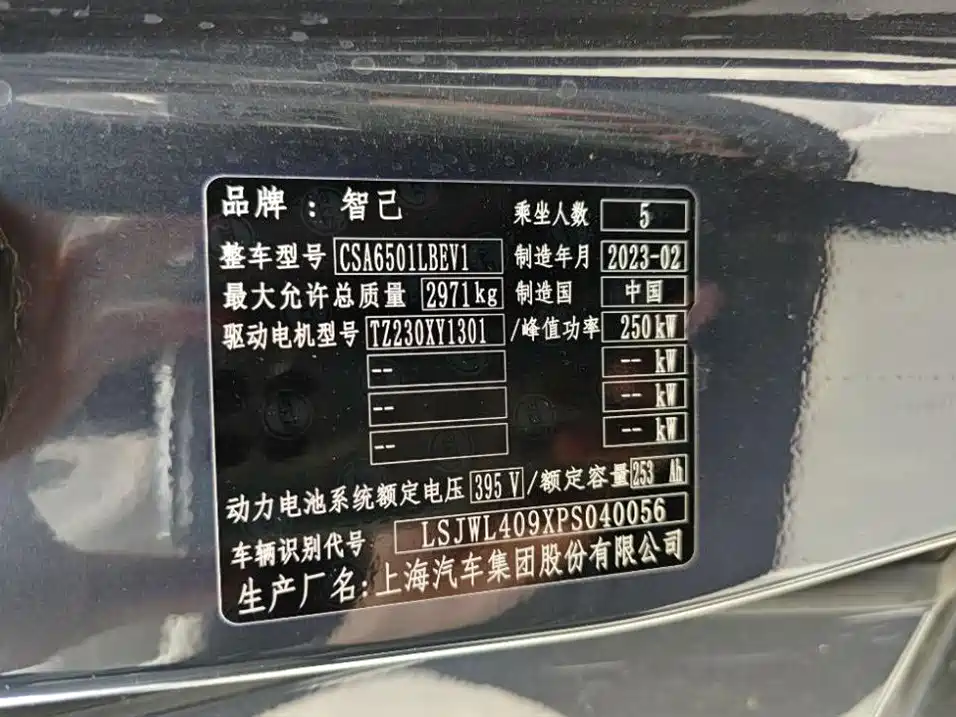 品牌 : 智己 乘坐人数 5
整车型号 CSA6501LBEV1 制造年月 2023-02
最大允许总质量 2971kg 制造国 中国
驱动电机型号 TZ230XY1301 /峰值功率 250kW
-- -- kW
-- -- kW
-- -- kW
动力电池系统额定电压 395 V /额定容量 253 Ah
车辆识别代号 LSJWL409XPS040056
生产厂名:上海汽车集团股份有限公司